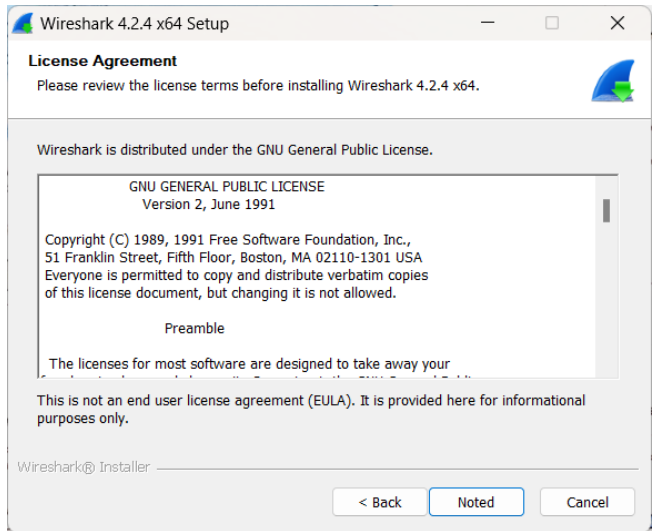 Wireshark 4.2.4 x64 Setup
License Agreement
Please review the license terms before installing Wireshark 4.2.4 x64.
Wireshark is distributed under the GNU General Public License.
GNU GENERAL PUBLIC LICENSE
Version 2, June 1991
Copyright (C) 1989, 1991 Free Software Foundation, Inc.,
51 Franklin Street, Fifth Floor, Boston, MA 02110-1301 USA
Everyone is permitted to copy and distribute verbatim copies
of this license document, but changing it is not allowed.
Preamble
The licenses for most software are designed to take away your
This is not an end user license agreement (EULA). It is provided here for informational
purposes only.
Wireshark® Installer
< Back
Noted
Cancel